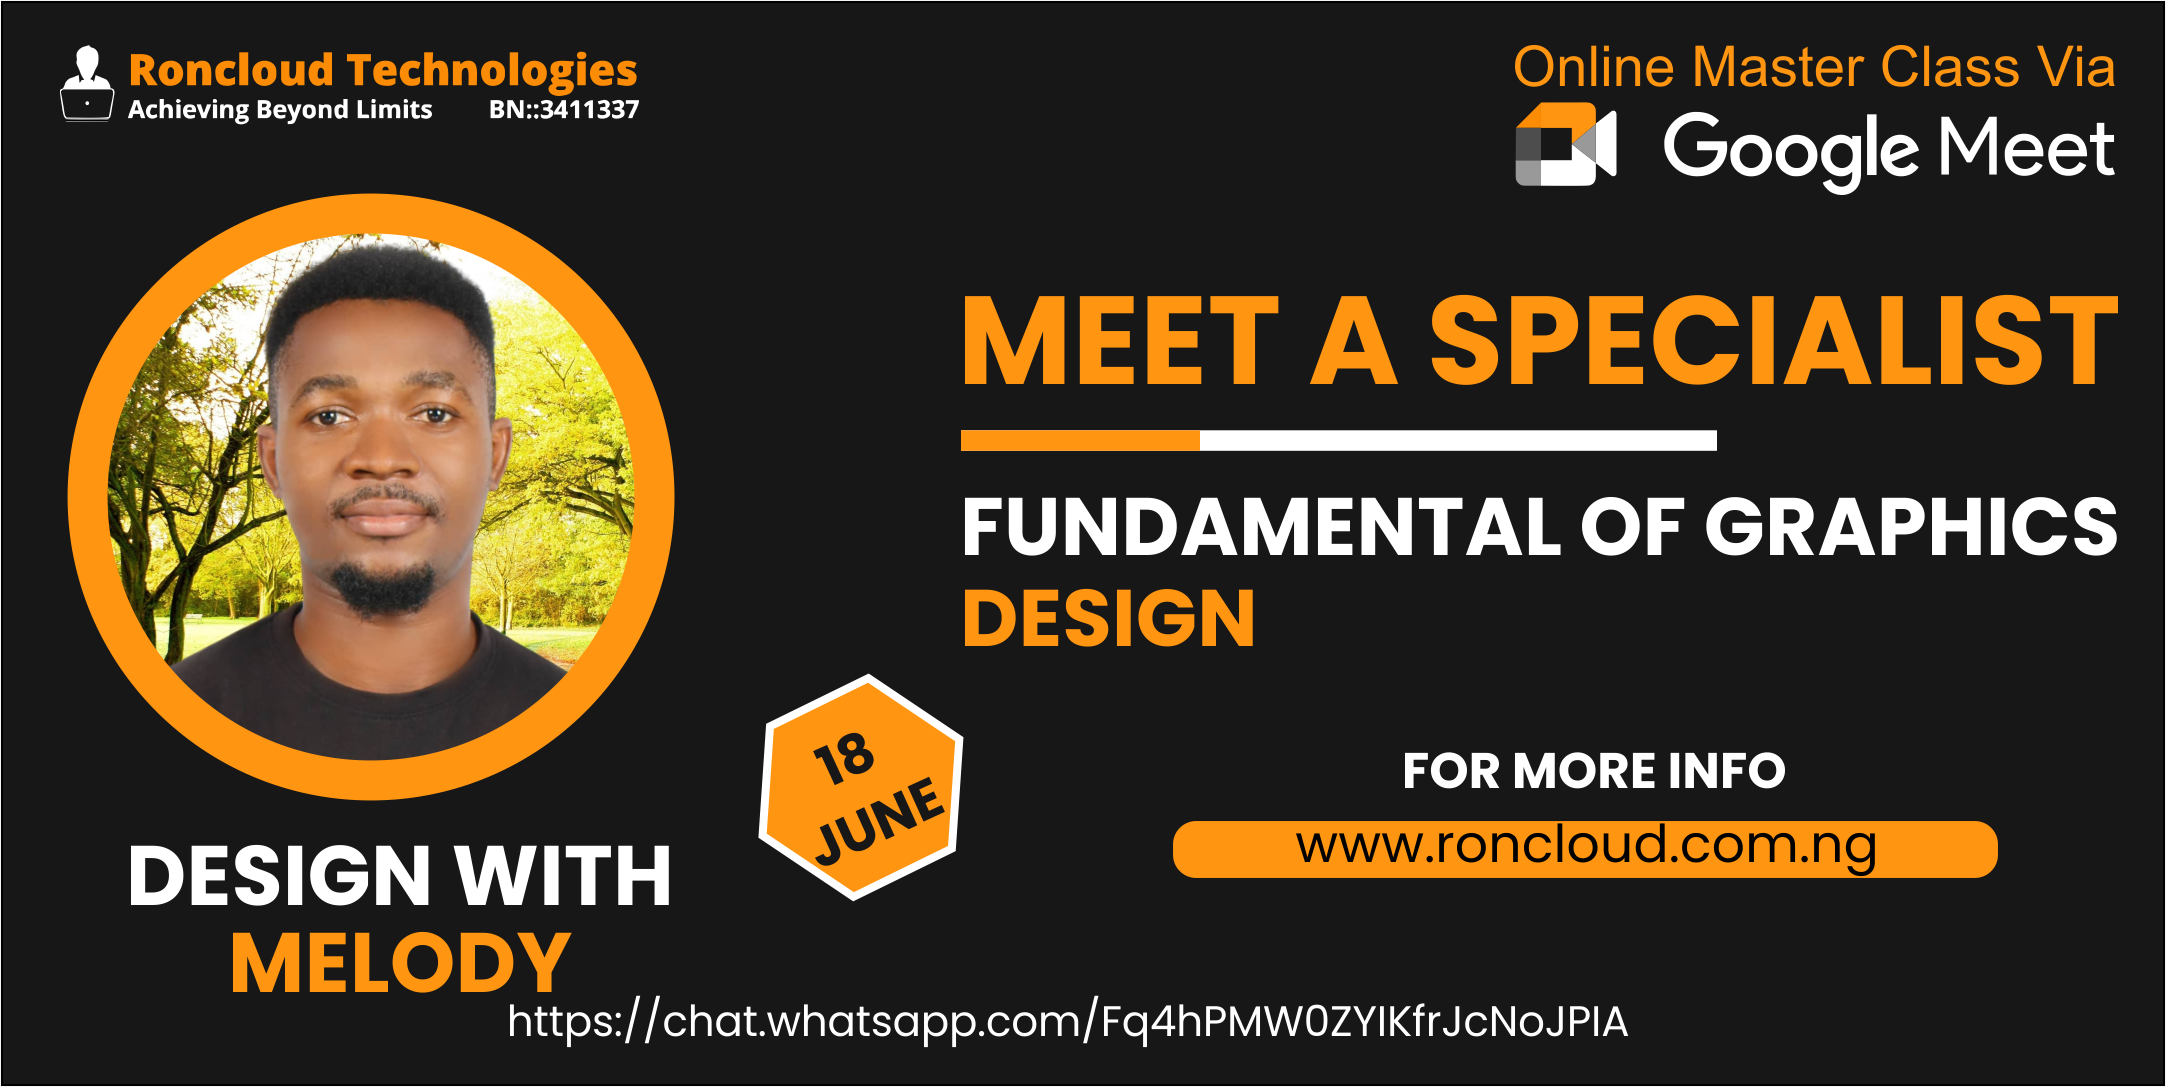 Roncloud Technologies
Achieving Beyond Limits BN::3411337
Online Master Class Via
Google Meet
MEET A SPECIALIST
FUNDAMENTAL OF GRAPHICS
DESIGN
18
JUNE
FOR MORE INFO
www.roncloud.com.ng
DESIGN WITH
MELODY
https://chat.whatsapp.com/Fq4hPMW0ZYIKfrJcNoJPIA